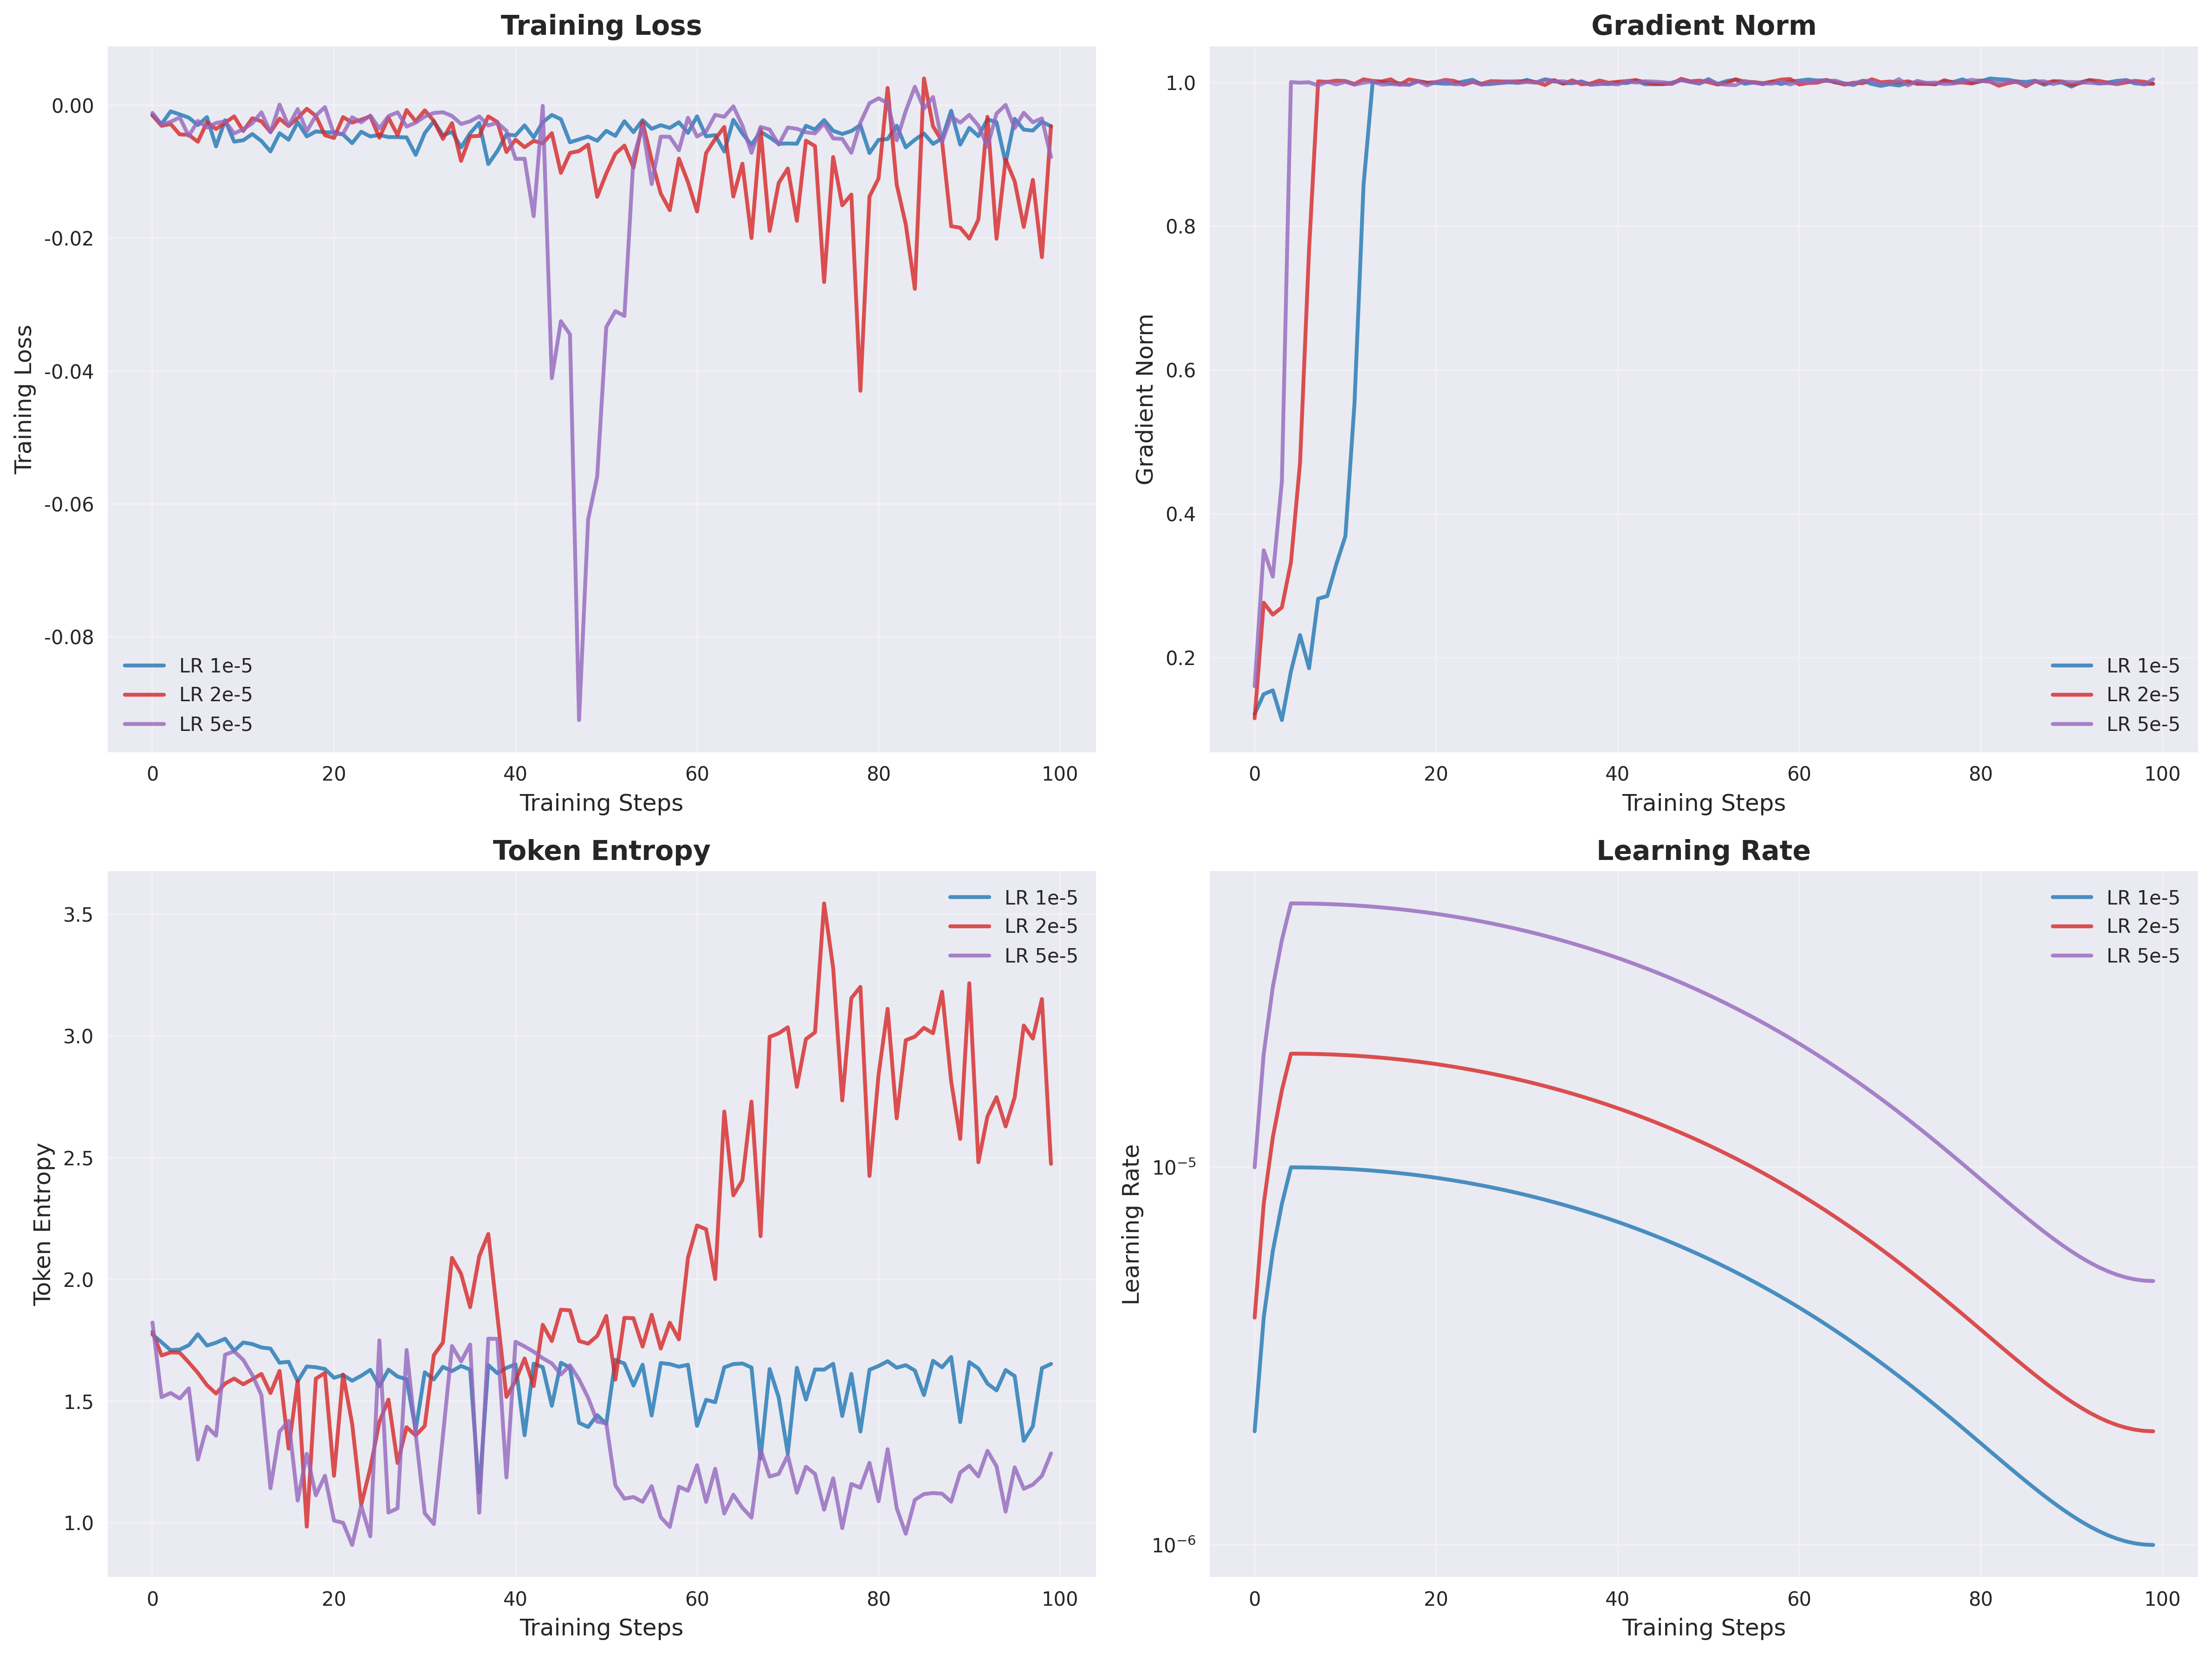 Training Loss
Training Loss
0.00
-0.02
-0.04
-0.06
-0.08
LR 1e-5
LR 2e-5
LR 5e-5
0 20 40 60 80 100
Training Steps
Gradient Norm
Gradient Norm
1.0
0.8
0.6
0.4
0.2
LR 1e-5
LR 2e-5
LR 5e-5
0 20 40 60 80 100
Training Steps
Token Entropy
Token Entropy
3.5
3.0
2.5
2.0
1.5
1.0
LR 1e-5
LR 2e-5
LR 5e-5
0 20 40 60 80 100
Training Steps
Learning Rate
Learning Rate
10⁻⁵
10⁻⁶
LR 1e-5
LR 2e-5
LR 5e-5
0 20 40 60 80 100
Training Steps